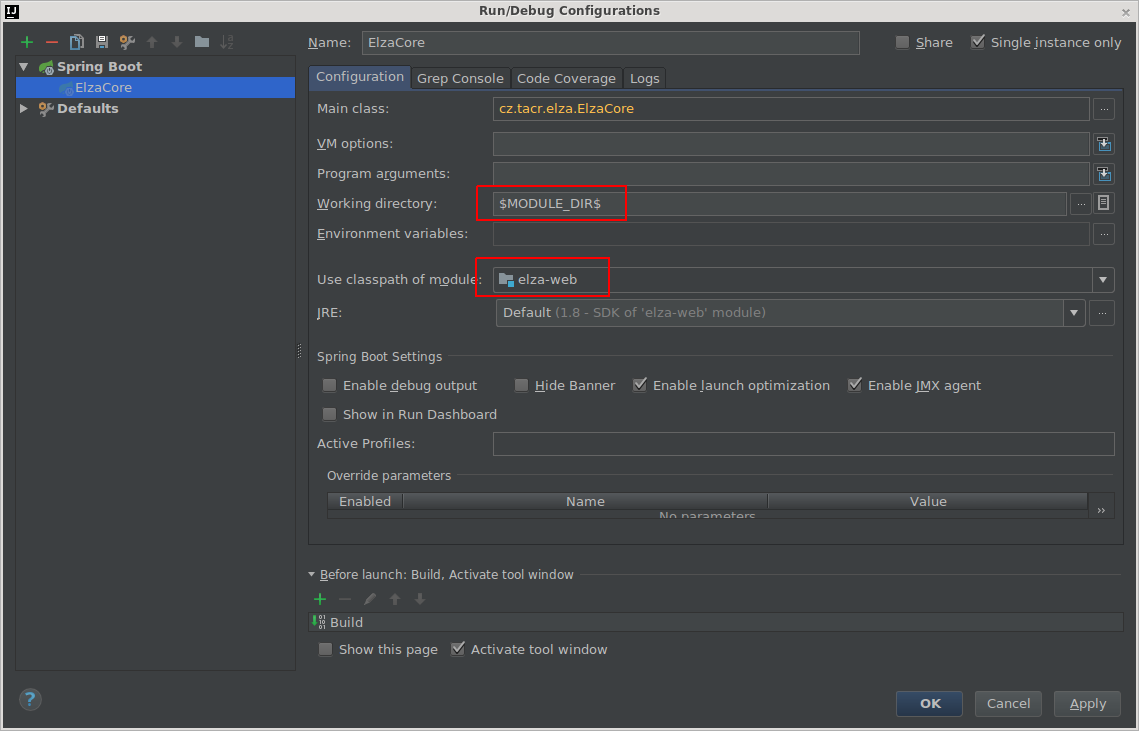 Run/Debug Configurations
Name: ElzaCore Share Single instance only
Spring Boot
ElzaCore
Defaults
Configuration Grep Console Code Coverage Logs
Main class: cz.tacr.elza.ElzaCore ...
VM options:
Program arguments:
Working directory: $MODULE_DIR$ ...
Environment variables: ...
Use classpath of module: elza-web
JRE: Default (1.8 - SDK of 'elza-web' module) ...
Spring Boot Settings
Enable debug output Hide Banner Enable launch optimization Enable JMX agent
Show in Run Dashboard
Active Profiles:
Override parameters
Enabled Name Value
No parameters
Before launch: Build, Activate tool window
Build
Show this page Activate tool window
? OK Cancel Apply